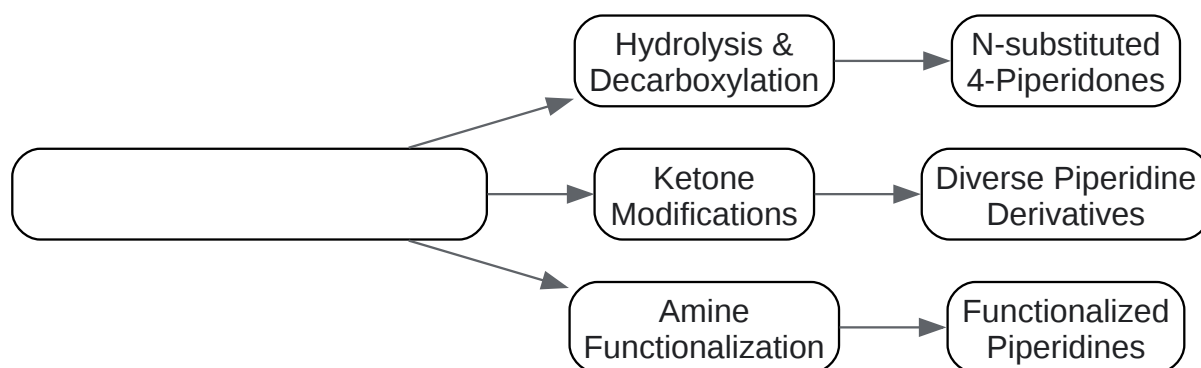 Hydrolysis &
Decarboxylation
N-substituted
4-Piperidones
Ketone
Modifications
Diverse Piperidine
Derivatives
Amine
Functionalization
Functionalized
Piperidines